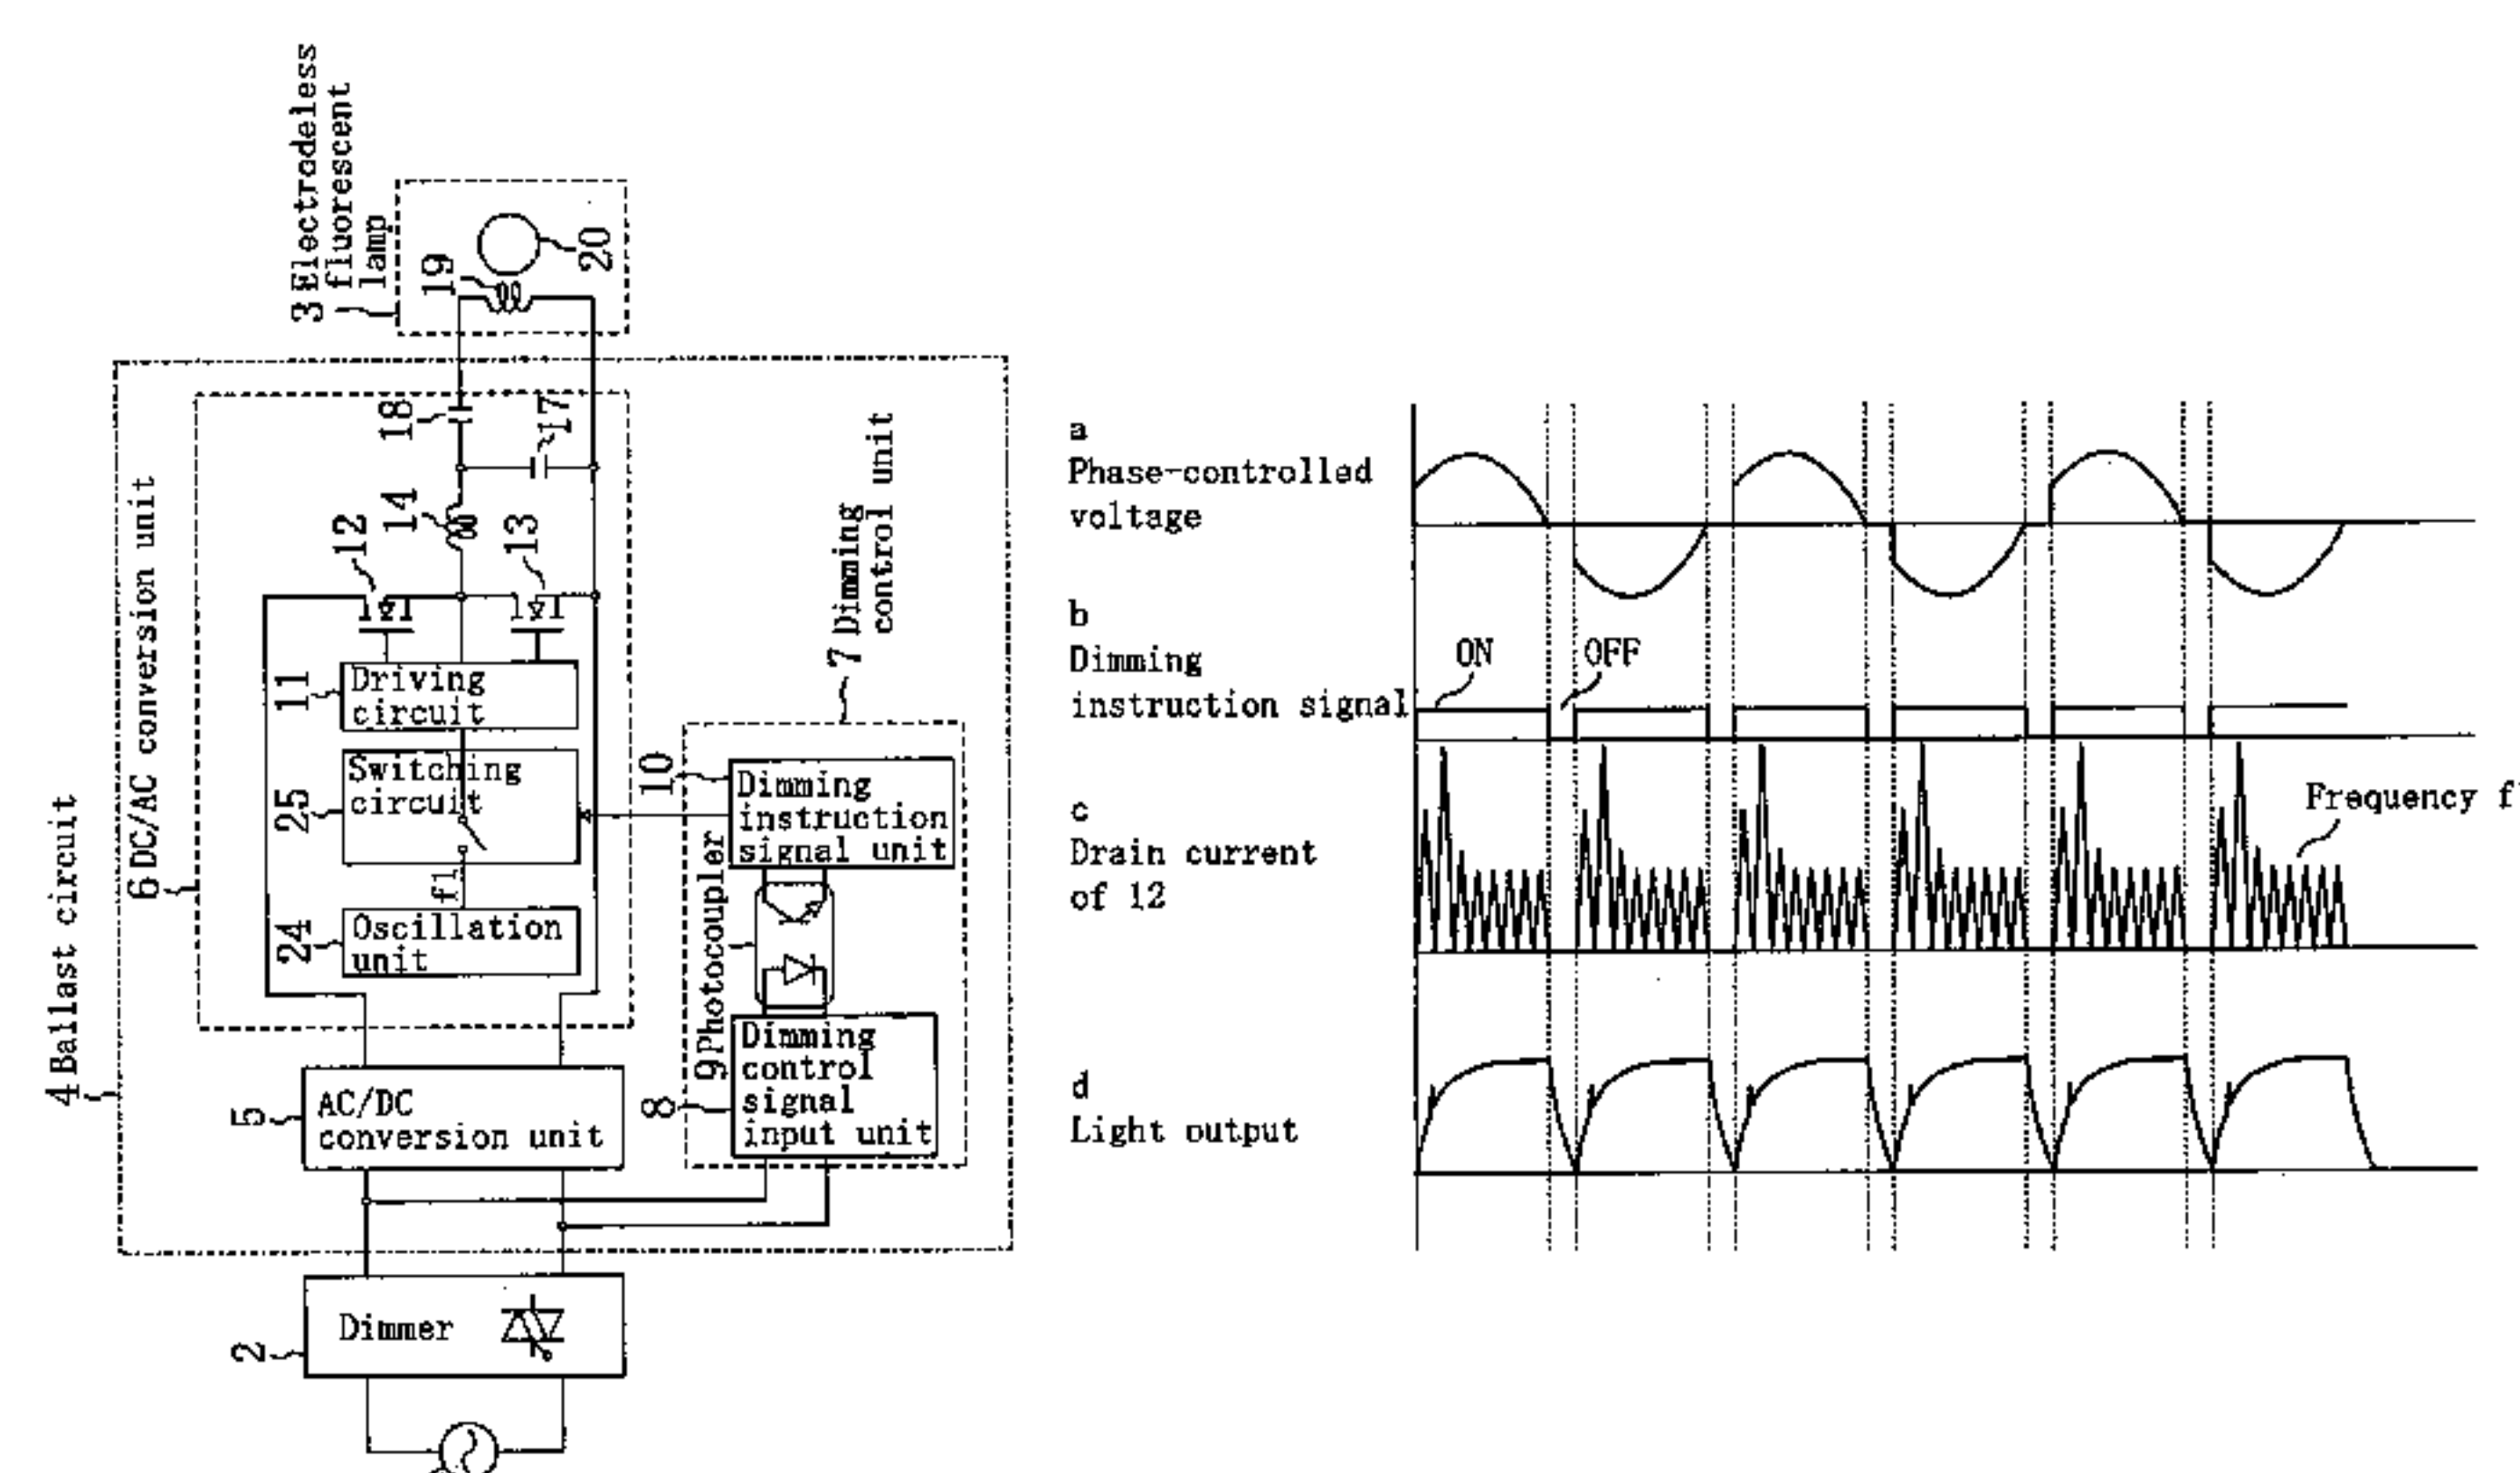 3 Electrodeless
fluorescent
lamp
19
20
4 Ballast circuit
6 DC/AC conversion unit
18
17
14
12
13
11
Driving
circuit
25
Switching
circuit
f1
24
Oscillation
unit
7 Dimming
control unit
10
Dimming
instruction
signal unit
9 Photocoupler
8
Dimming
control
signal
input unit
5
AC/DC
conversion unit
2
Dimmer
a
Phase-controlled
voltage
b
Dimming
instruction signal
ON
OFF
c
Drain current
of 12
Frequency f
d
Light output